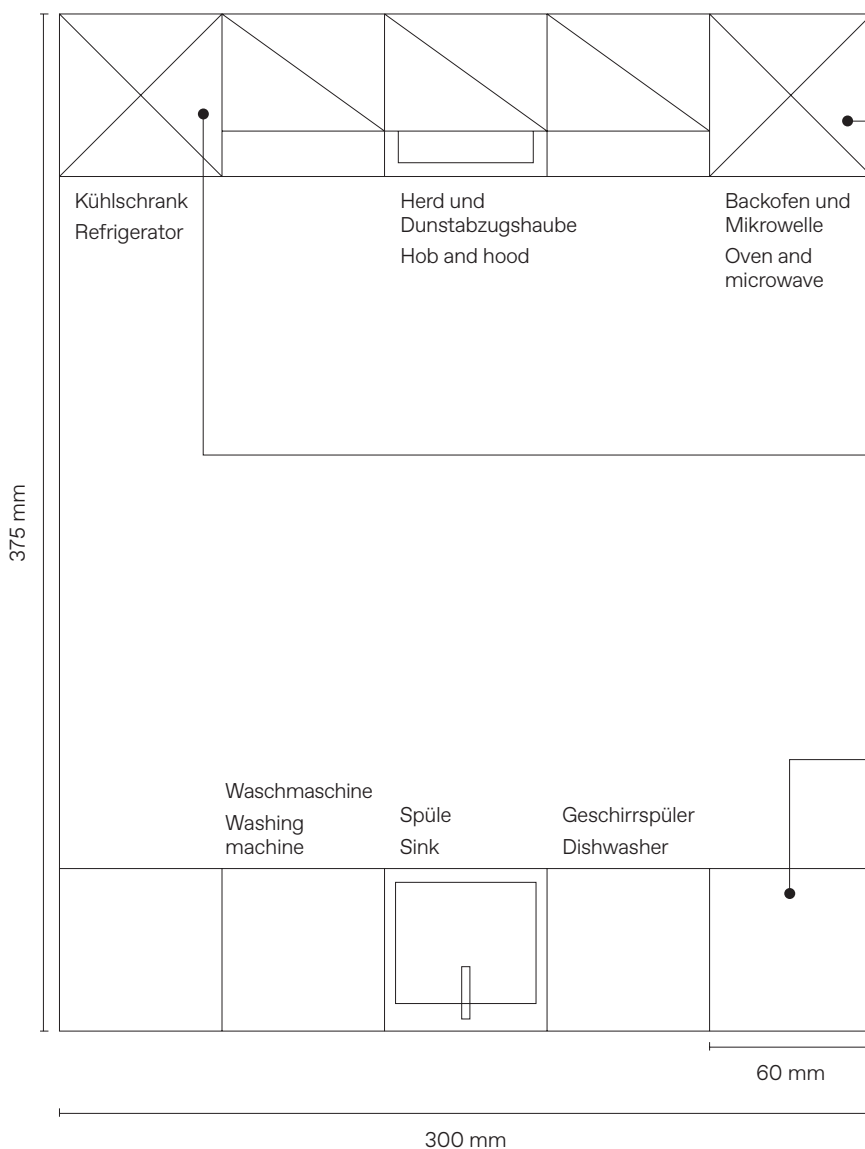 Kühlschrank
Refrigerator
Herd und
Dunstabzugshaube
Hob and hood
Backofen und
Mikrowelle
Oven and
microwave
375 mm
Waschmaschine
Washing
machine
Spüle
Sink
Geschirrspüler
Dishwasher
60 mm
300 mm